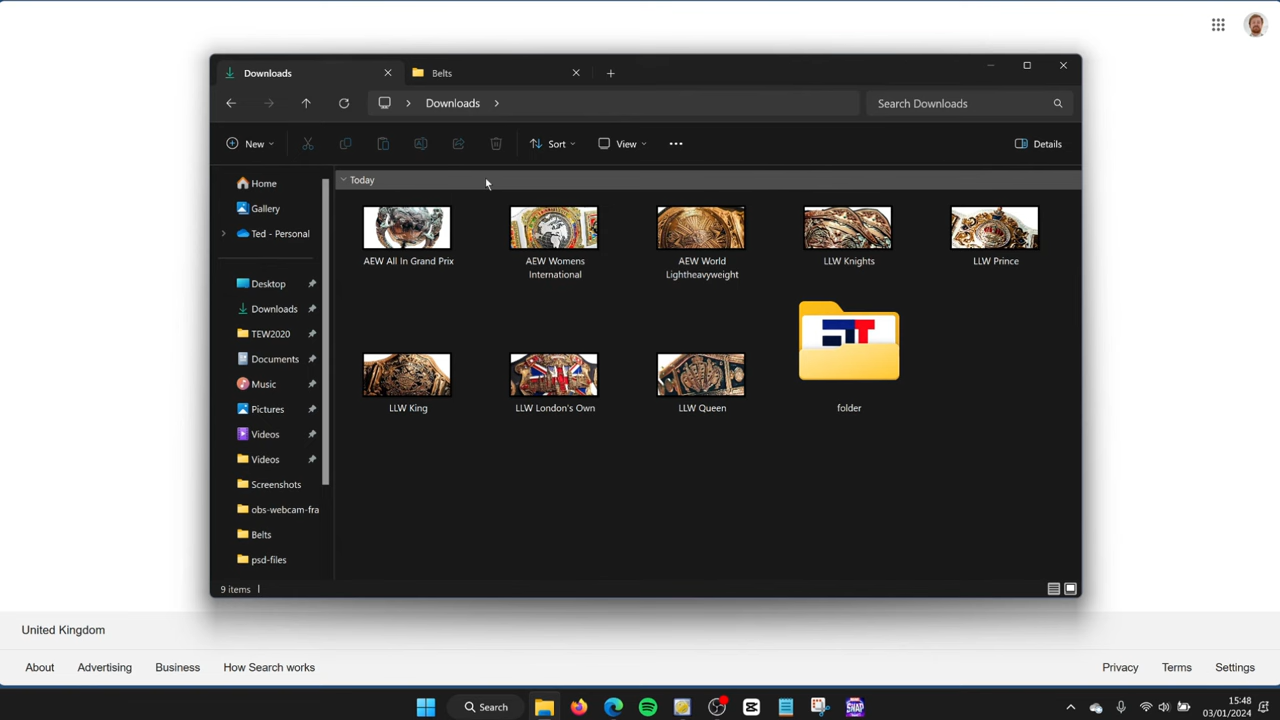 Downloads
Belts
Downloads
Search Downloads
New
Sort
View
Details
Home
Gallery
Ted - Personal
Desktop
Downloads
TEW2020
Documents
Music
Pictures
Videos
Videos
Screenshots
obs-webcam-fra
Belts
psd-files
Today
AEW All In Grand Prix
AEW Womens
International
AEW World
Lightheavyweight
LLW Knights
LLW Prince
LLW King
LLW London's Own
LLW Queen
folder
9 items
United Kingdom
About
Advertising
Business
How Search works
Privacy
Terms
Settings
Search
SNAP
15:48
03/01/2024